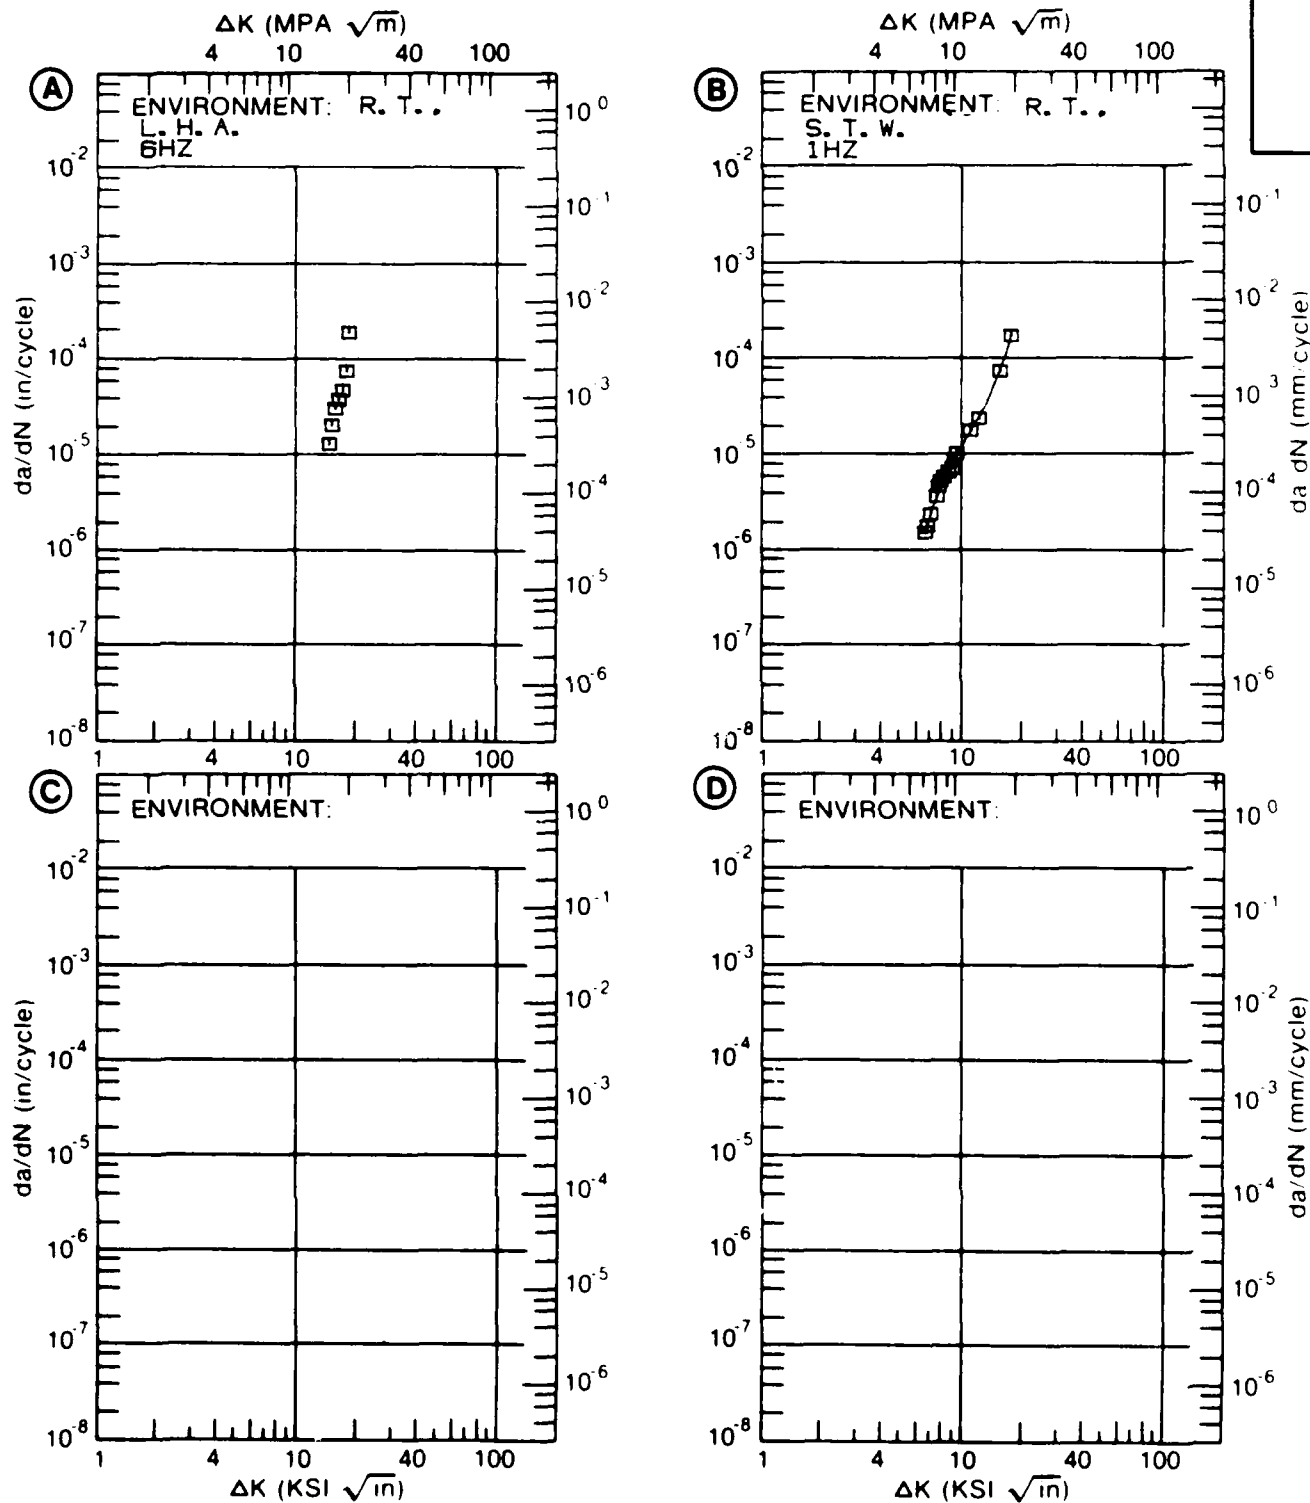 ΔK (MPA √m)
4 10 40 100
A
ENVIRONMENT: R. T. .
L. H. A.
6HZ
10⁻²
10⁻³
10⁻⁴
10⁻⁵
10⁻⁶
10⁻⁷
10⁻⁸
da/dN (in/cycle)
10⁰
10⁻¹
10⁻²
10⁻³
10⁻⁴
10⁻⁵
10⁻⁶
1 4 10 40 100
ΔK (MPA √m)
4 10 40 100
B
ENVIRONMENT: R. T. .
S. T. W.
1HZ
10⁻²
10⁻³
10⁻⁴
10⁻⁵
10⁻⁶
10⁻⁷
10⁻⁸
10⁻¹
10⁻²
10⁻³
10⁻⁴
10⁻⁵
10⁻⁶
da dN (mm/cycle)
1 4 10 40 100
C
ENVIRONMENT:
10⁻²
10⁻³
10⁻⁴
10⁻⁵
10⁻⁶
10⁻⁷
10⁻⁸
da/dN (in/cycle)
10⁰
10⁻¹
10⁻²
10⁻³
10⁻⁴
10⁻⁵
10⁻⁶
1 4 10 40 100
ΔK (KSI √in)
D
ENVIRONMENT:
10⁻²
10⁻³
10⁻⁴
10⁻⁵
10⁻⁶
10⁻⁷
10⁻⁸
10⁰
10⁻¹
10⁻²
10⁻³
10⁻⁴
10⁻⁵
10⁻⁶
da/dN (mm/cycle)
1 4 10 40 100
ΔK (KSI √in)